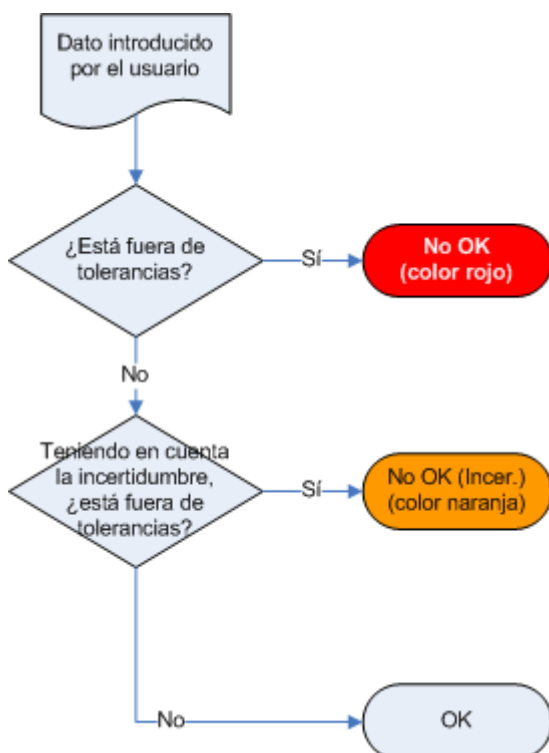 Dato introducido
por el usuario
¿Está fuera de
tolerancias?
Sí
No OK
(color rojo)
No
Teniendo en cuenta
la incertidumbre,
¿está fuera de
tolerancias?
Sí
No OK (Incer.)
(color naranja)
No
OK